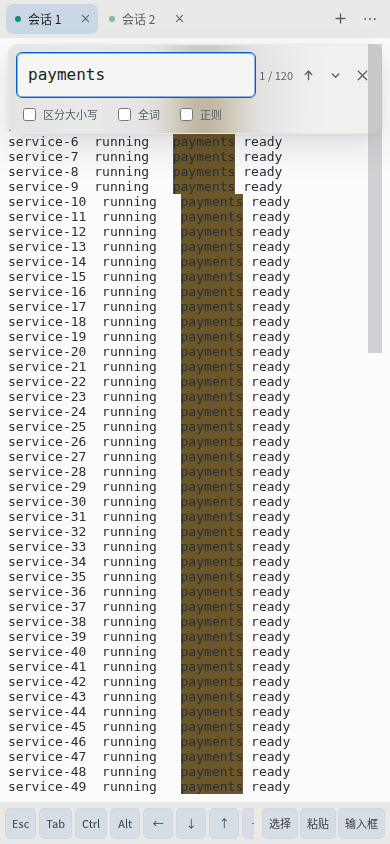 会话 1 会话 2
payments 1 / 120
区分大小写 全词 正则
service-6 running payments ready
service-7 running payments ready
service-8 running payments ready
service-9 running payments ready
service-10 running payments ready
service-11 running payments ready
service-12 running payments ready
service-13 running payments ready
service-14 running payments ready
service-15 running payments ready
service-16 running payments ready
service-17 running payments ready
service-18 running payments ready
service-19 running payments ready
service-20 running payments ready
service-21 running payments ready
service-22 running payments ready
service-23 running payments ready
service-24 running payments ready
service-25 running payments ready
service-26 running payments ready
service-27 running payments ready
service-28 running payments ready
service-29 running payments ready
service-30 running payments ready
service-31 running payments ready
service-32 running payments ready
service-33 running payments ready
service-34 running payments ready
service-35 running payments ready
service-36 running payments ready
service-37 running payments ready
service-38 running payments ready
service-39 running payments ready
service-40 running payments ready
service-41 running payments ready
service-42 running payments ready
service-43 running payments ready
service-44 running payments ready
service-45 running payments ready
service-46 running payments ready
service-47 running payments ready
service-48 running payments ready
service-49 running payments ready
Esc Tab Ctrl Alt ← ↓ ↑ 选择 粘贴 输入框